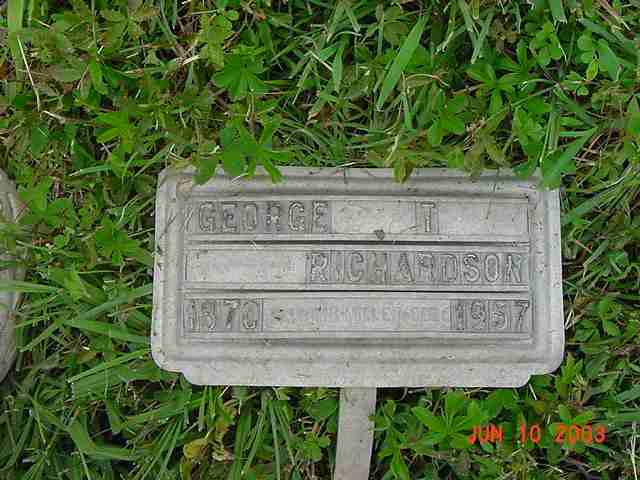 GEORGE T
RICHARDSON
1870 1957
JUN 10 2003